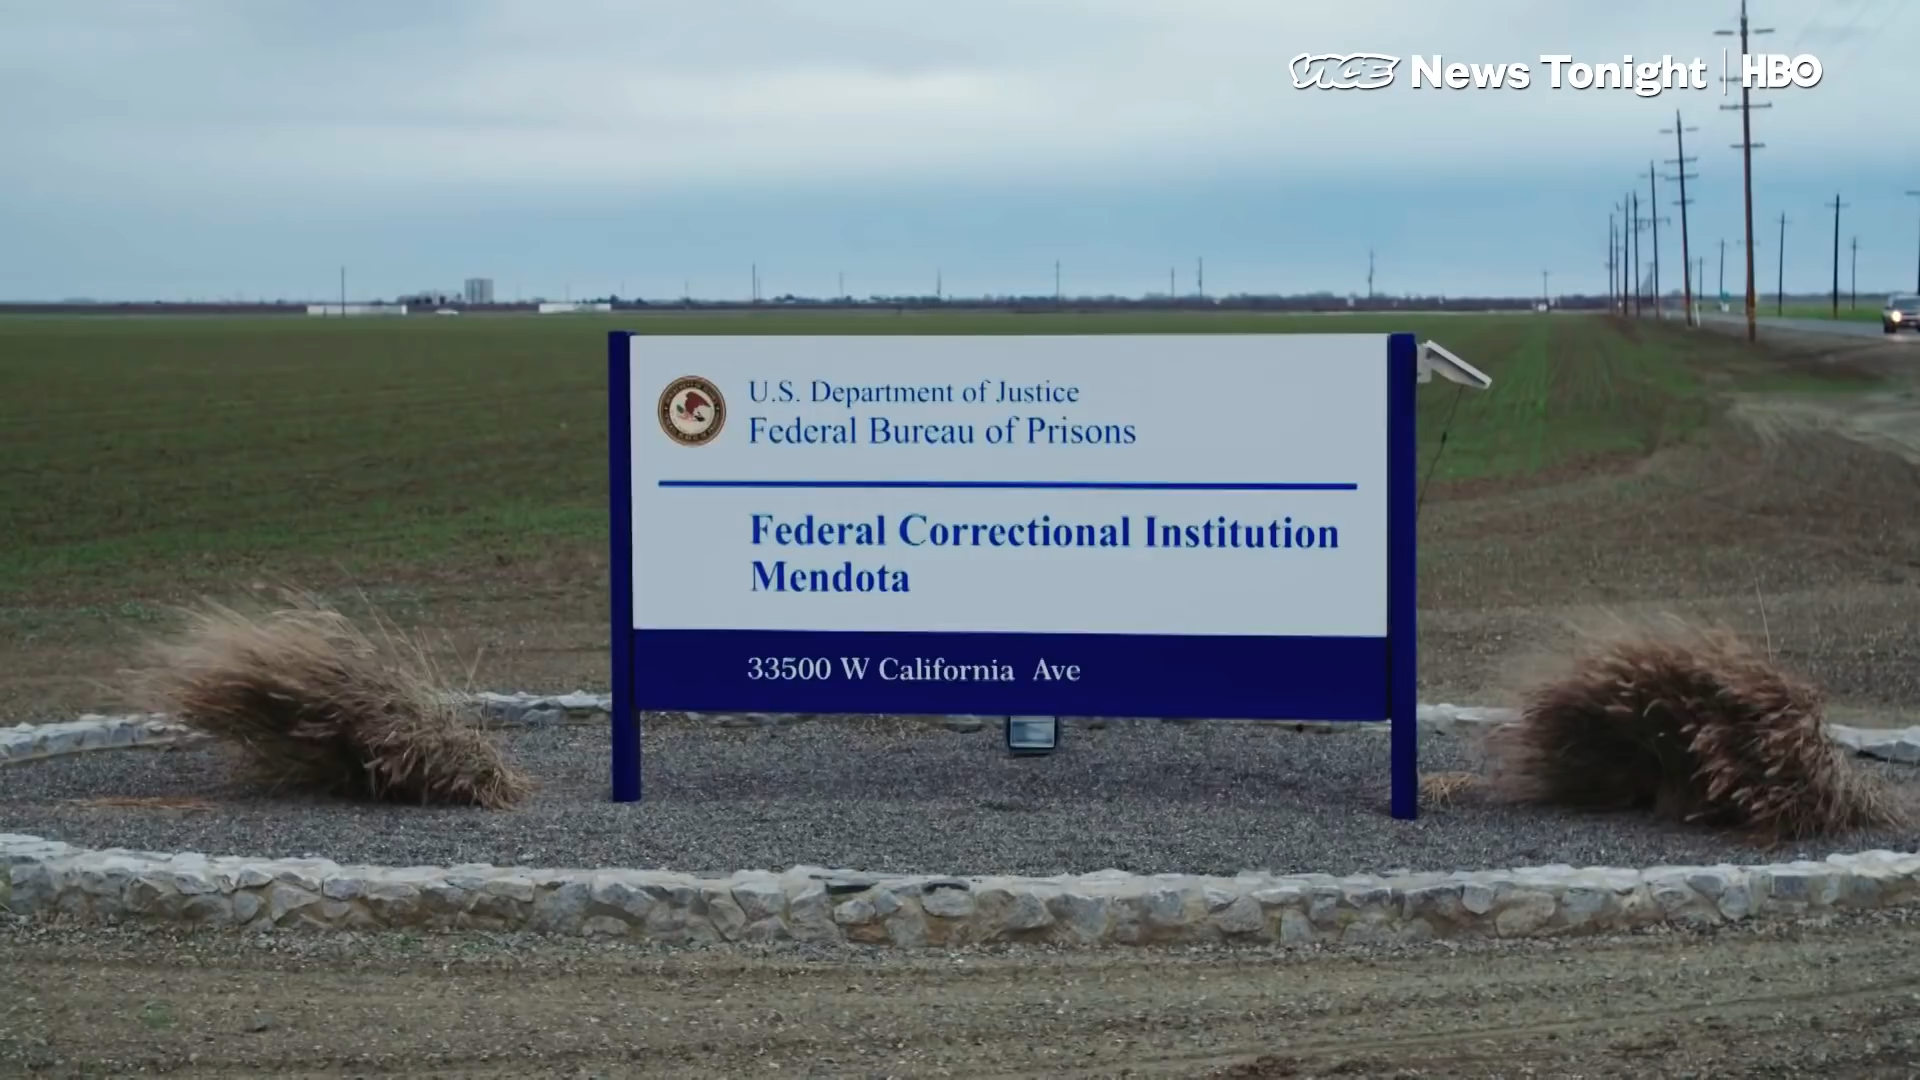 VICE News Tonight | HBO
U.S. Department of Justice
Federal Bureau of Prisons
Federal Correctional Institution
Mendota
33500 W California Ave